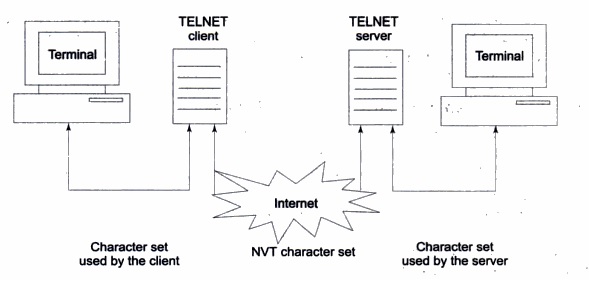 TELNET
client
TELNET
server
Terminal
Terminal
Internet
Character set
used by the client
NVT character set
Character set
used by the server